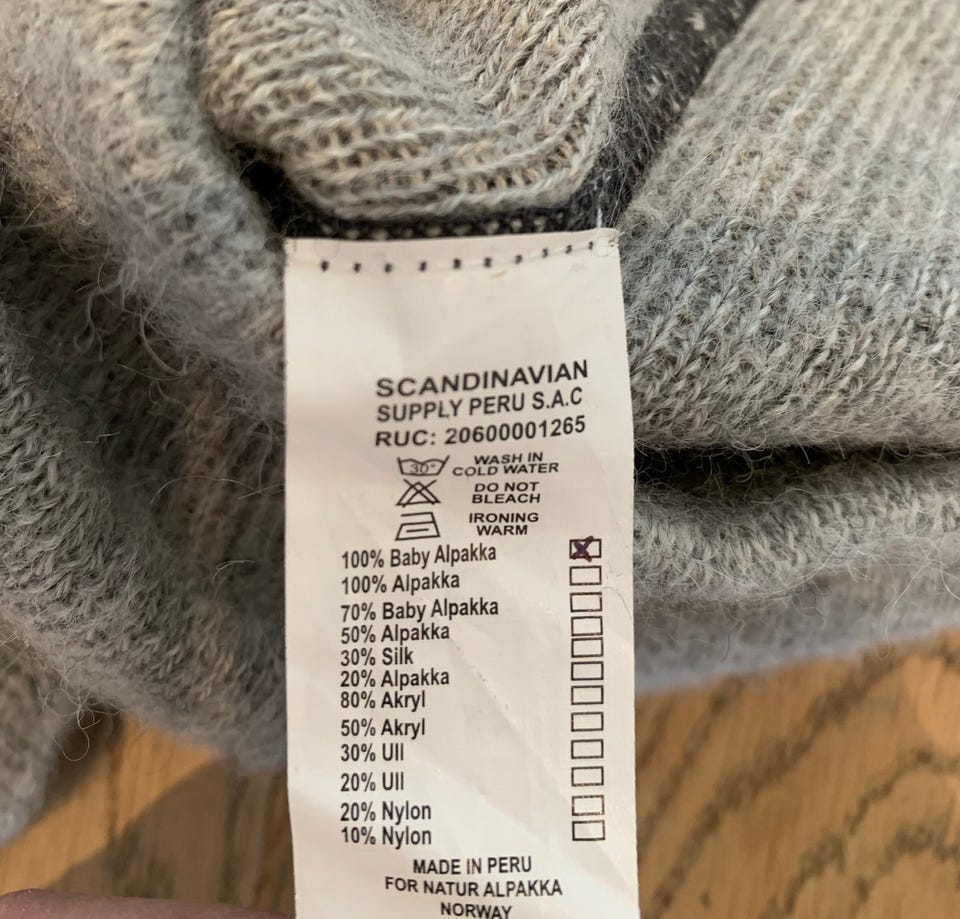 SCANDINAVIAN
SUPPLY PERU S.A.C
RUC: 20600001265
30° WASH IN
COLD WATER
DO NOT
BLEACH
IRONING
WARM
100% Baby Alpakka X
100% Alpakka
70% Baby Alpakka
50% Alpakka
30% Silk
20% Alpakka
80% Akryl
50% Akryl
30% Ull
20% Ull
20% Nylon
10% Nylon
MADE IN PERU
FOR NATUR ALPAKKA
NORWAY